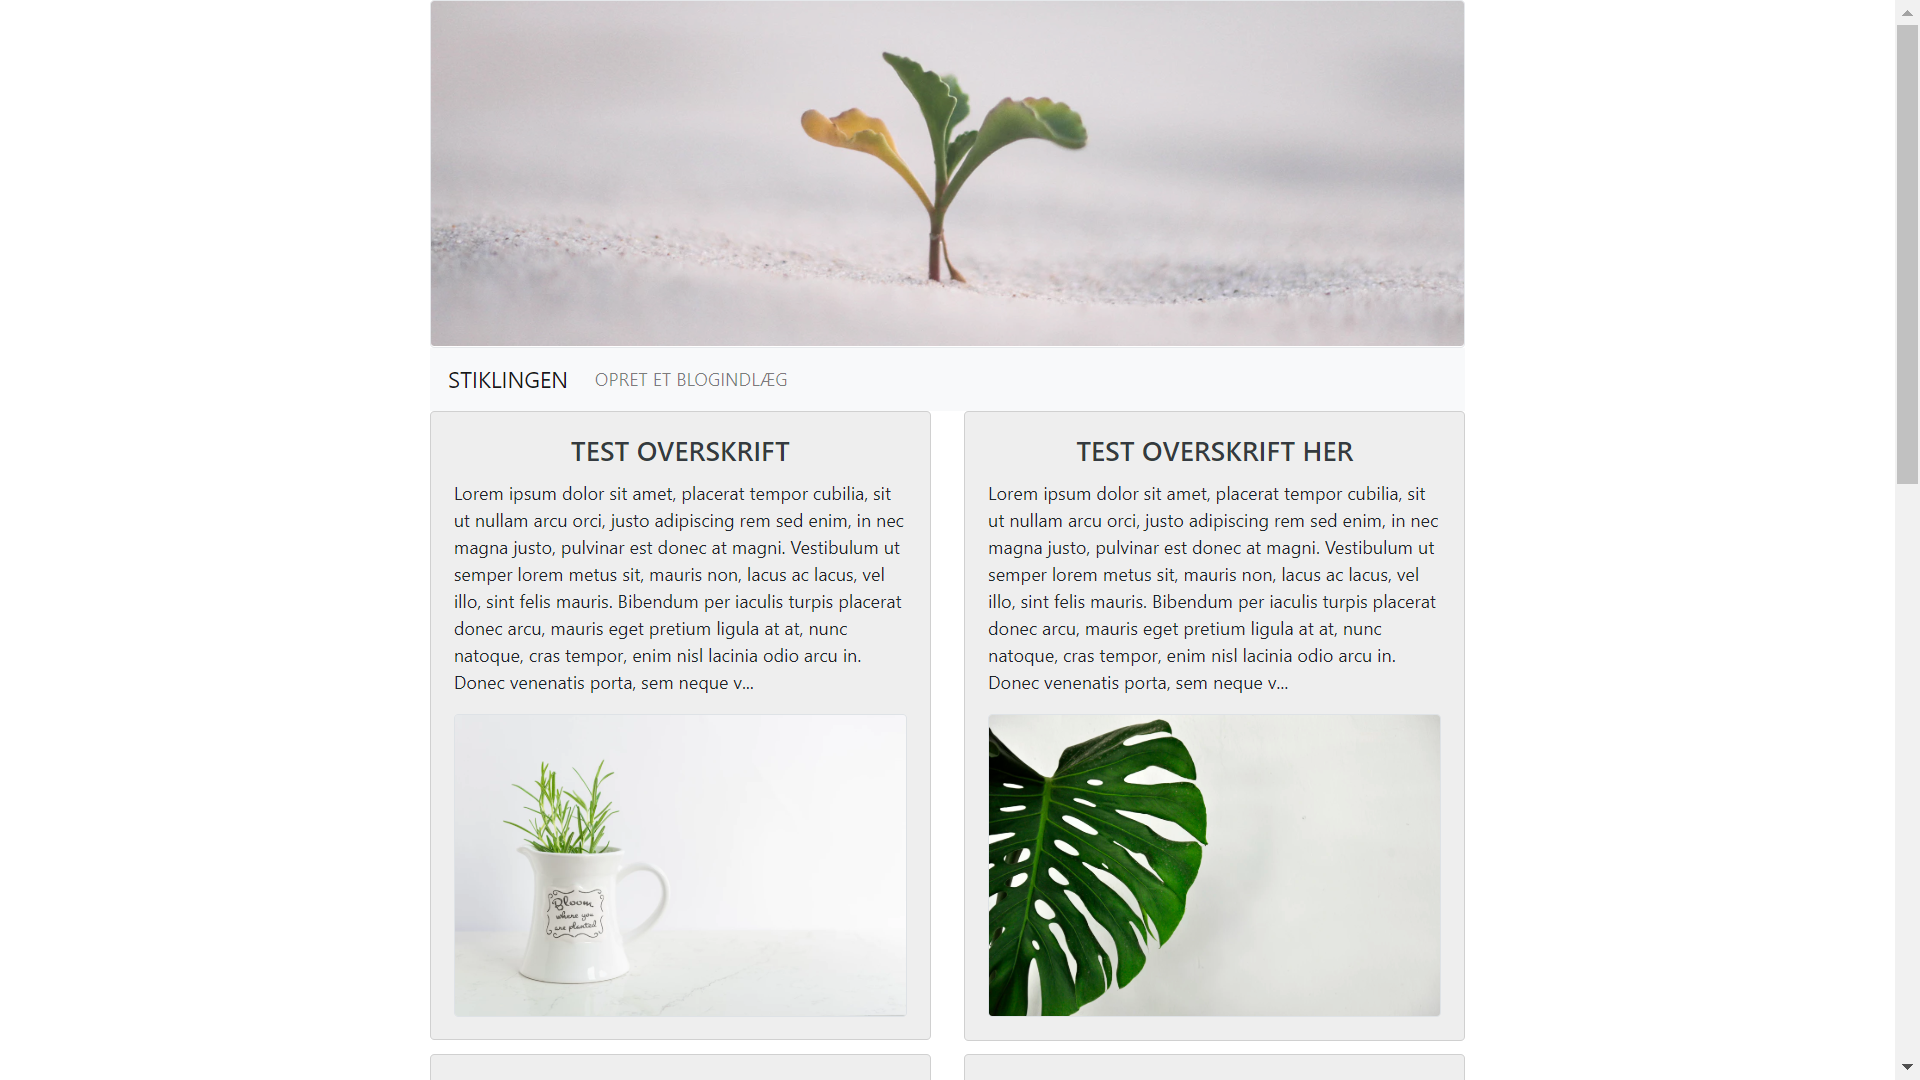 STIKLINGEN OPRET ET BLOGINDLÆG
TEST OVERSKRIFT
Lorem ipsum dolor sit amet, placerat tempor cubilia, sit
ut nullam arcu orci, justo adipiscing rem sed enim, in nec
magna justo, pulvinar est donec at magni. Vestibulum ut
semper lorem metus sit, mauris non, lacus ac lacus, vel
illo, sint felis mauris. Bibendum per iaculis turpis placerat
donec arcu, mauris eget pretium ligula at at, nunc
natoque, cras tempor, enim nisl lacinia odio arcu in.
Donec venenatis porta, sem neque v...
Bloom
where you
are planted
TEST OVERSKRIFT HER
Lorem ipsum dolor sit amet, placerat tempor cubilia, sit
ut nullam arcu orci, justo adipiscing rem sed enim, in nec
magna justo, pulvinar est donec at magni. Vestibulum ut
semper lorem metus sit, mauris non, lacus ac lacus, vel
illo, sint felis mauris. Bibendum per iaculis turpis placerat
donec arcu, mauris eget pretium ligula at at, nunc
natoque, cras tempor, enim nisl lacinia odio arcu in.
Donec venenatis porta, sem neque v...